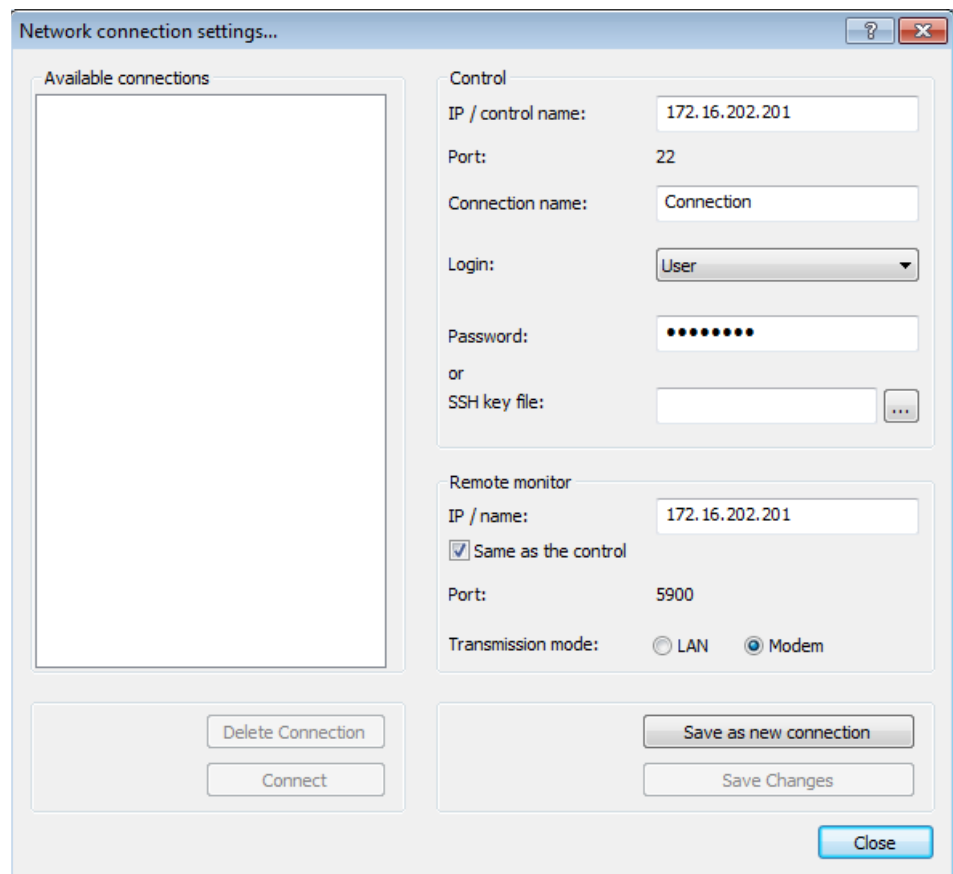 Network connection settings...
?
Available connections
Control
IP / control name: 172.16.202.201
Port: 22
Connection name: Connection
Login: User
Password: ●●●●●●●●
or
SSH key file: ...
Remote monitor
IP / name: 172.16.202.201
Same as the control
Port: 5900
Transmission mode: LAN Modem
Delete Connection
Connect
Save as new connection
Save Changes
Close